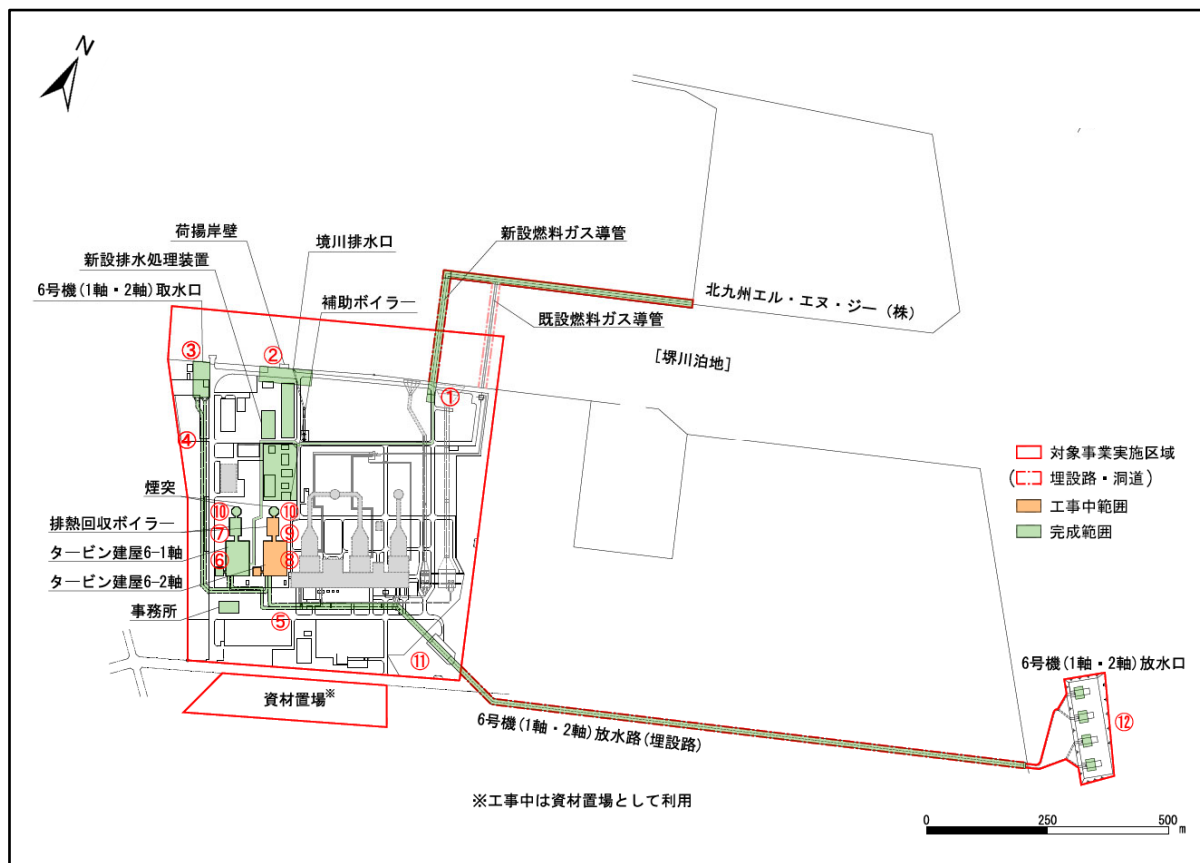 N
荷揚岸壁
境川排水口
新設燃料ガス導管
新設排水処理装置
6号機(1軸・2軸)取水口
補助ボイラー
北九州エル・エヌ・ジー(株)
既設燃料ガス導管
③
②
[堺川泊地]
①
④
対象事業実施区域
(埋設路・洞道)
煙突
工事中範囲
⑩
⑩
排熱回収ボイラー
⑦
⑨
完成範囲
タービン建屋6-1軸
⑥
⑧
タービン建屋6-2軸
事務所
⑤
⑪
6号機(1軸・2軸)放水口
資材置場※
6号機(1軸・2軸)放水路(埋設路)
⑫
※工事中は資材置場として利用
0 250 500
m